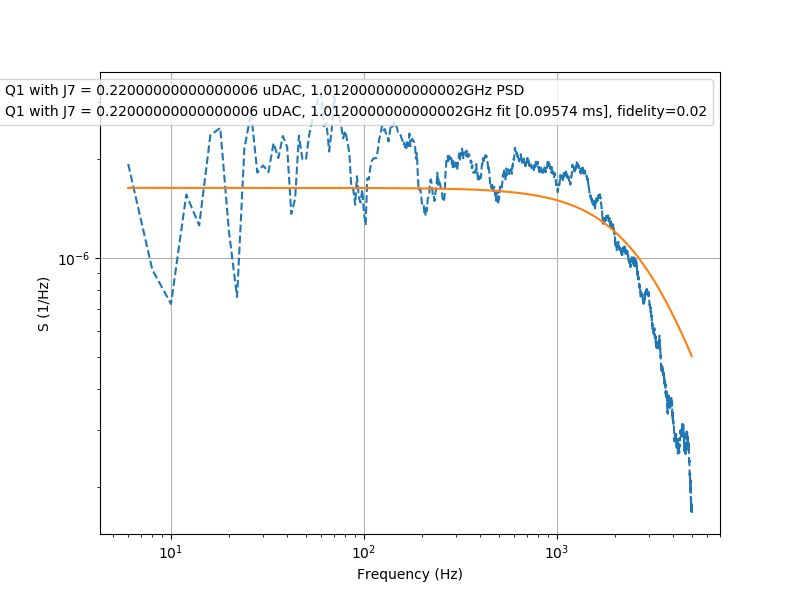 Q1 with J7 = 0.22000000000000006 uDAC, 1.0120000000000002GHz PSD
Q1 with J7 = 0.22000000000000006 uDAC, 1.0120000000000002GHz fit [0.09574 ms], fidelity=0.02
10⁻⁶
S (1/Hz)
10¹ 10² 10³
Frequency (Hz)